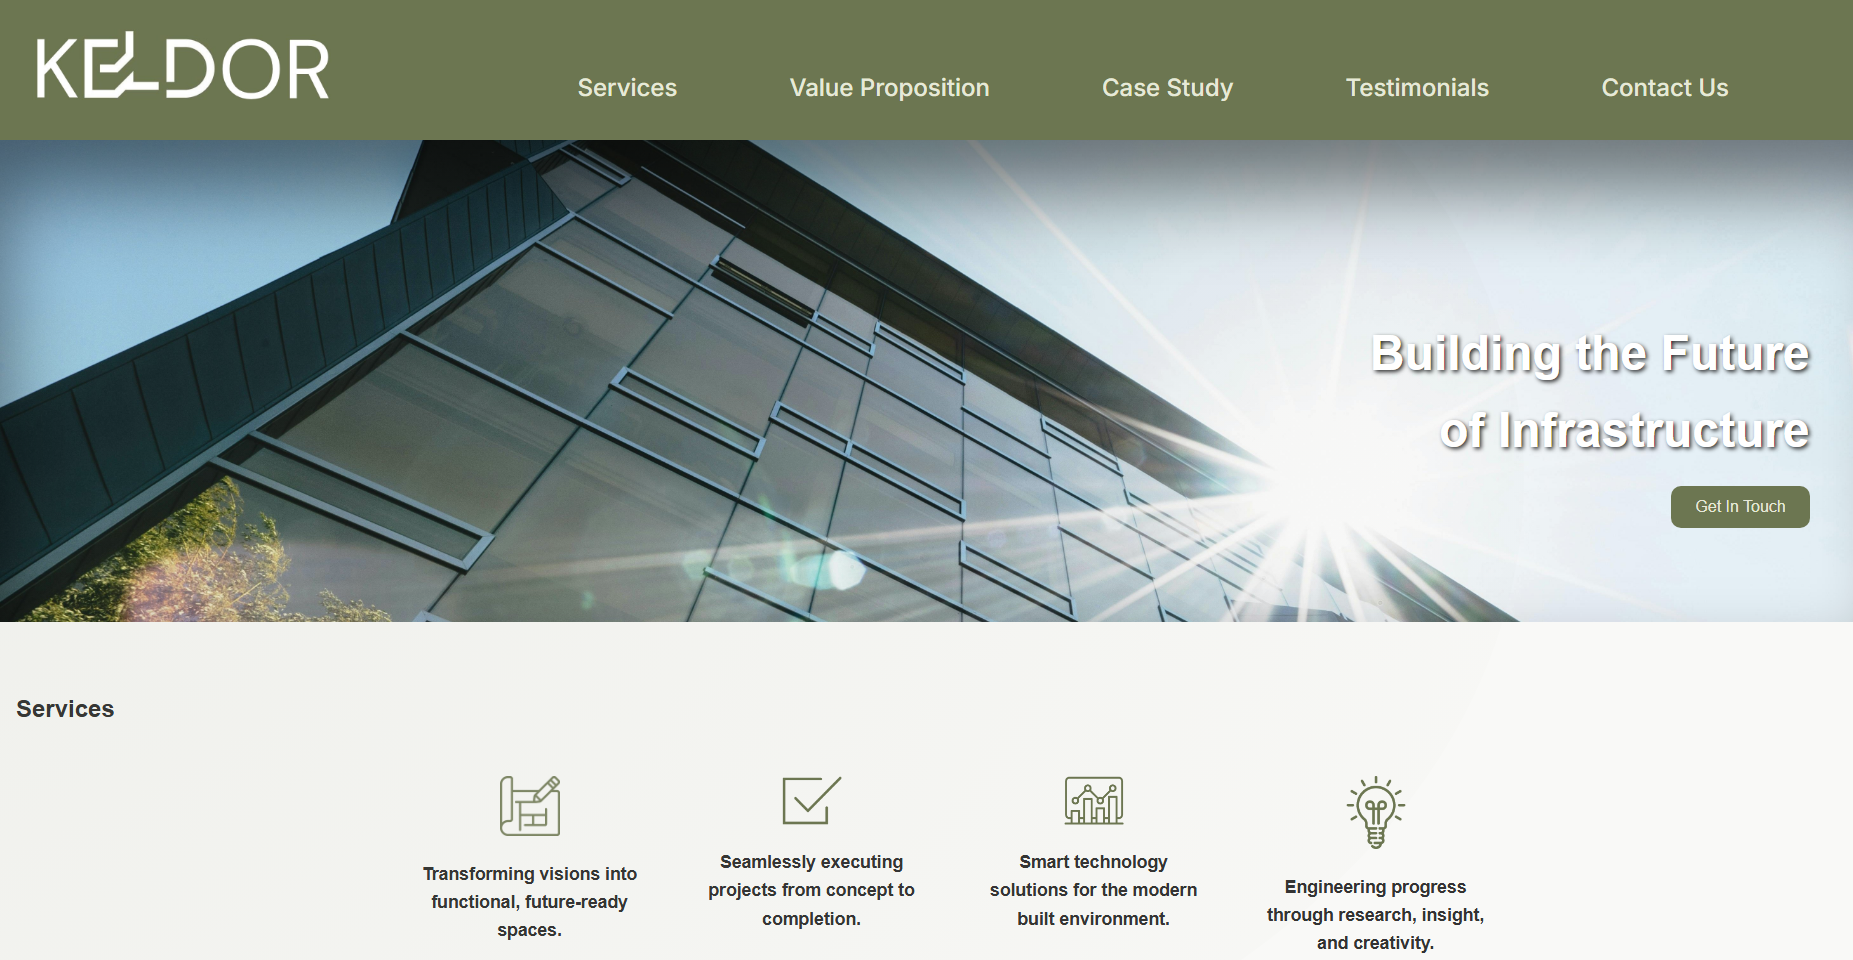 KELDOR
Services
Value Proposition
Case Study
Testimonials
Contact Us
Building the Future
of Infrastructure
Get In Touch
Services
Transforming visions into
functional, future-ready
spaces.
Seamlessly executing
projects from concept to
completion.
Smart technology
solutions for the modern
built environment.
Engineering progress
through research, insight,
and creativity.